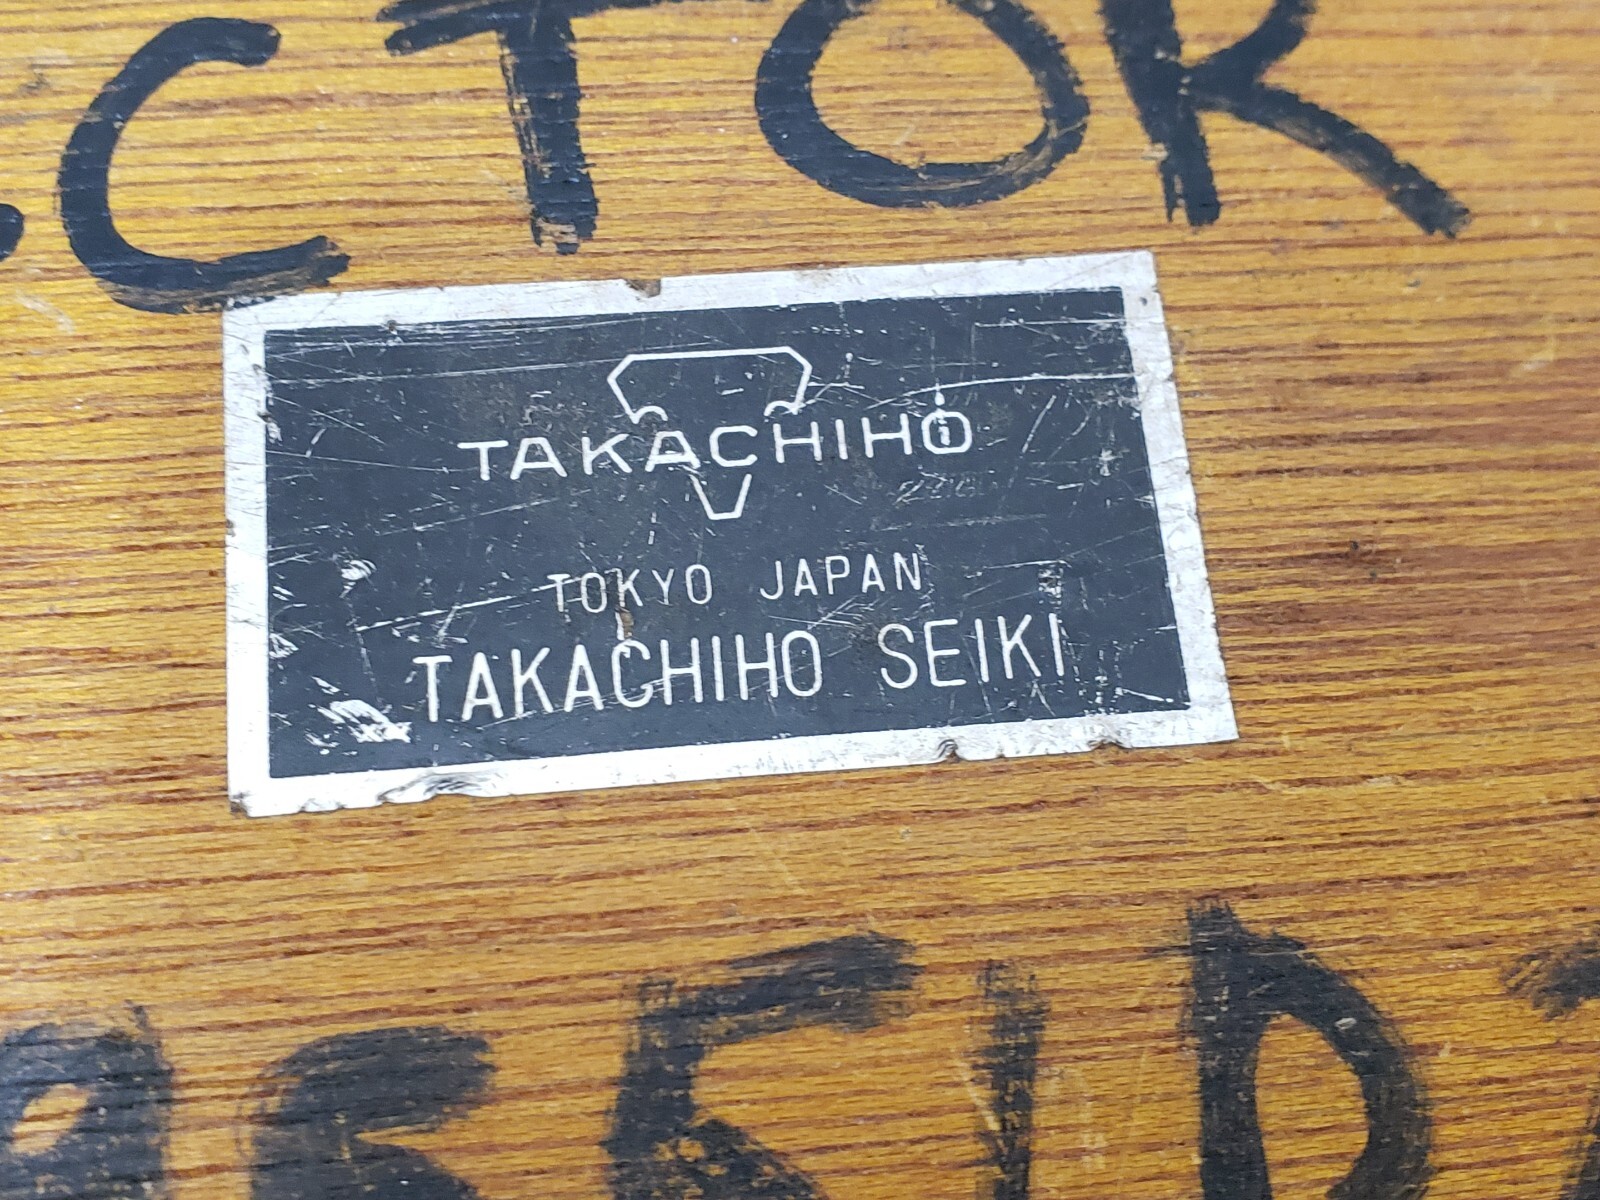 CTOR
TAKACHIHO
TOKYO JAPAN
TAKACHIHO SEIKI